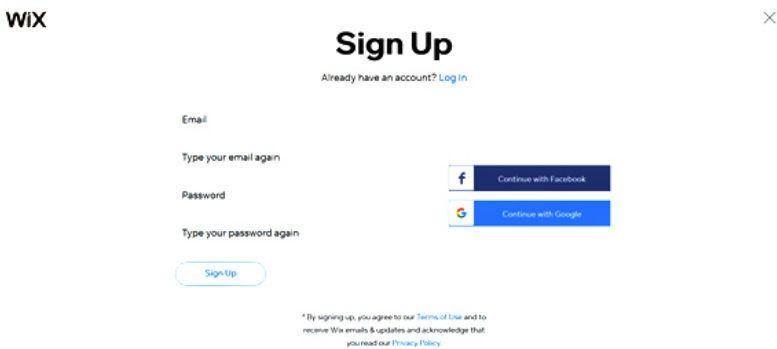 WiX
Sign Up
Already have an account? Log In
Email
Type your email again
Password
Type your password again
Sign Up
f Continue with Facebook
G Continue with Google
* By signing up, you agree to our Terms of Use and to
receive Wix emails & updates and acknowledge that
you read our Privacy Policy.